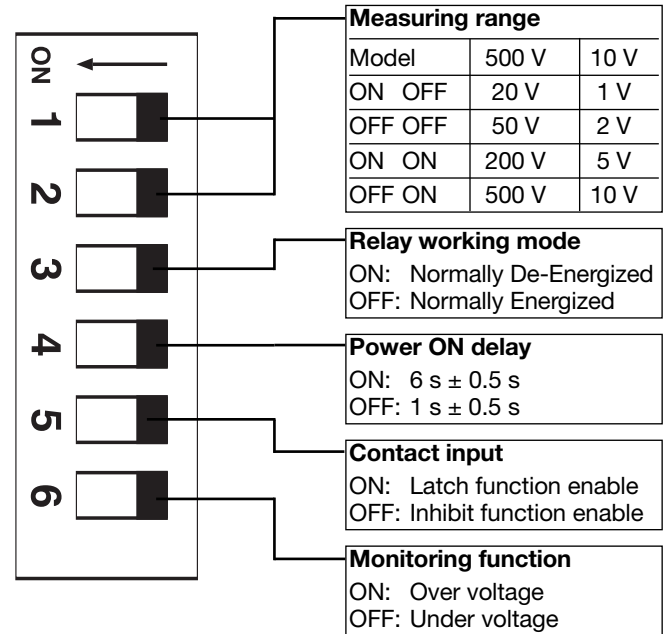 ON
1
2
3
4
5
6
Measuring range
Model 500 V 10 V
ON OFF 20 V 1 V
OFF OFF 50 V 2 V
ON ON 200 V 5 V
OFF ON 500 V 10 V
Relay working mode
ON: Normally De-Energized
OFF: Normally Energized
Power ON delay
ON: 6 s ± 0.5 s
OFF: 1 s ± 0.5 s
Contact input
ON: Latch function enable
OFF: Inhibit function enable
Monitoring function
ON: Over voltage
OFF: Under voltage